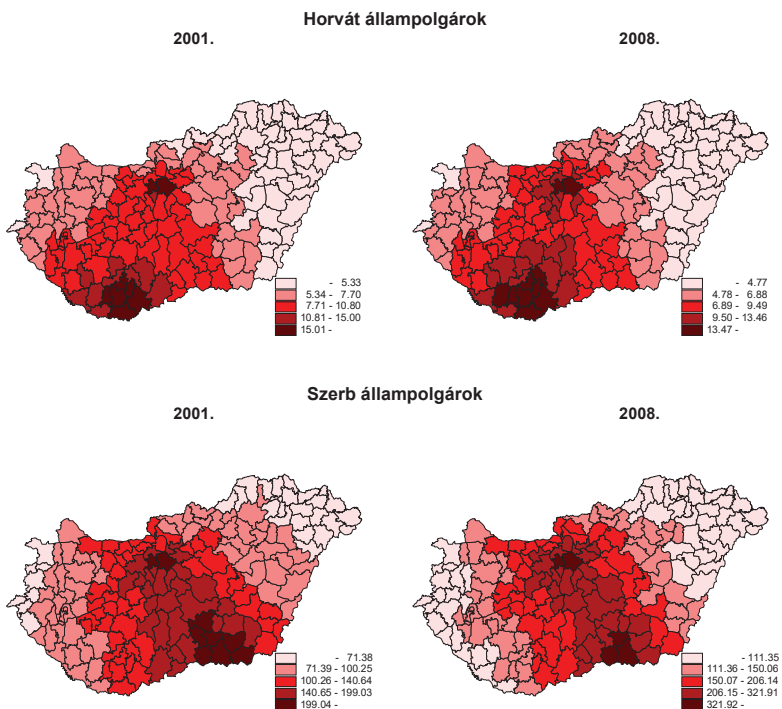 Horvát állampolgárok
2001.
2008.
- 5.33
5.34 - 7.70
7.71 - 10.80
10.81 - 15.00
15.01 -
- 4.77
4.78 - 6.88
6.89 - 9.49
9.50 - 13.46
13.47 -
Szerb állampolgárok
2001.
2008.
- 71.38
71.39 - 100.25
100.26 - 140.64
140.65 - 199.03
199.04 -
- 111.35
111.36 - 150.06
150.07 - 206.14
206.15 - 321.91
321.92 -